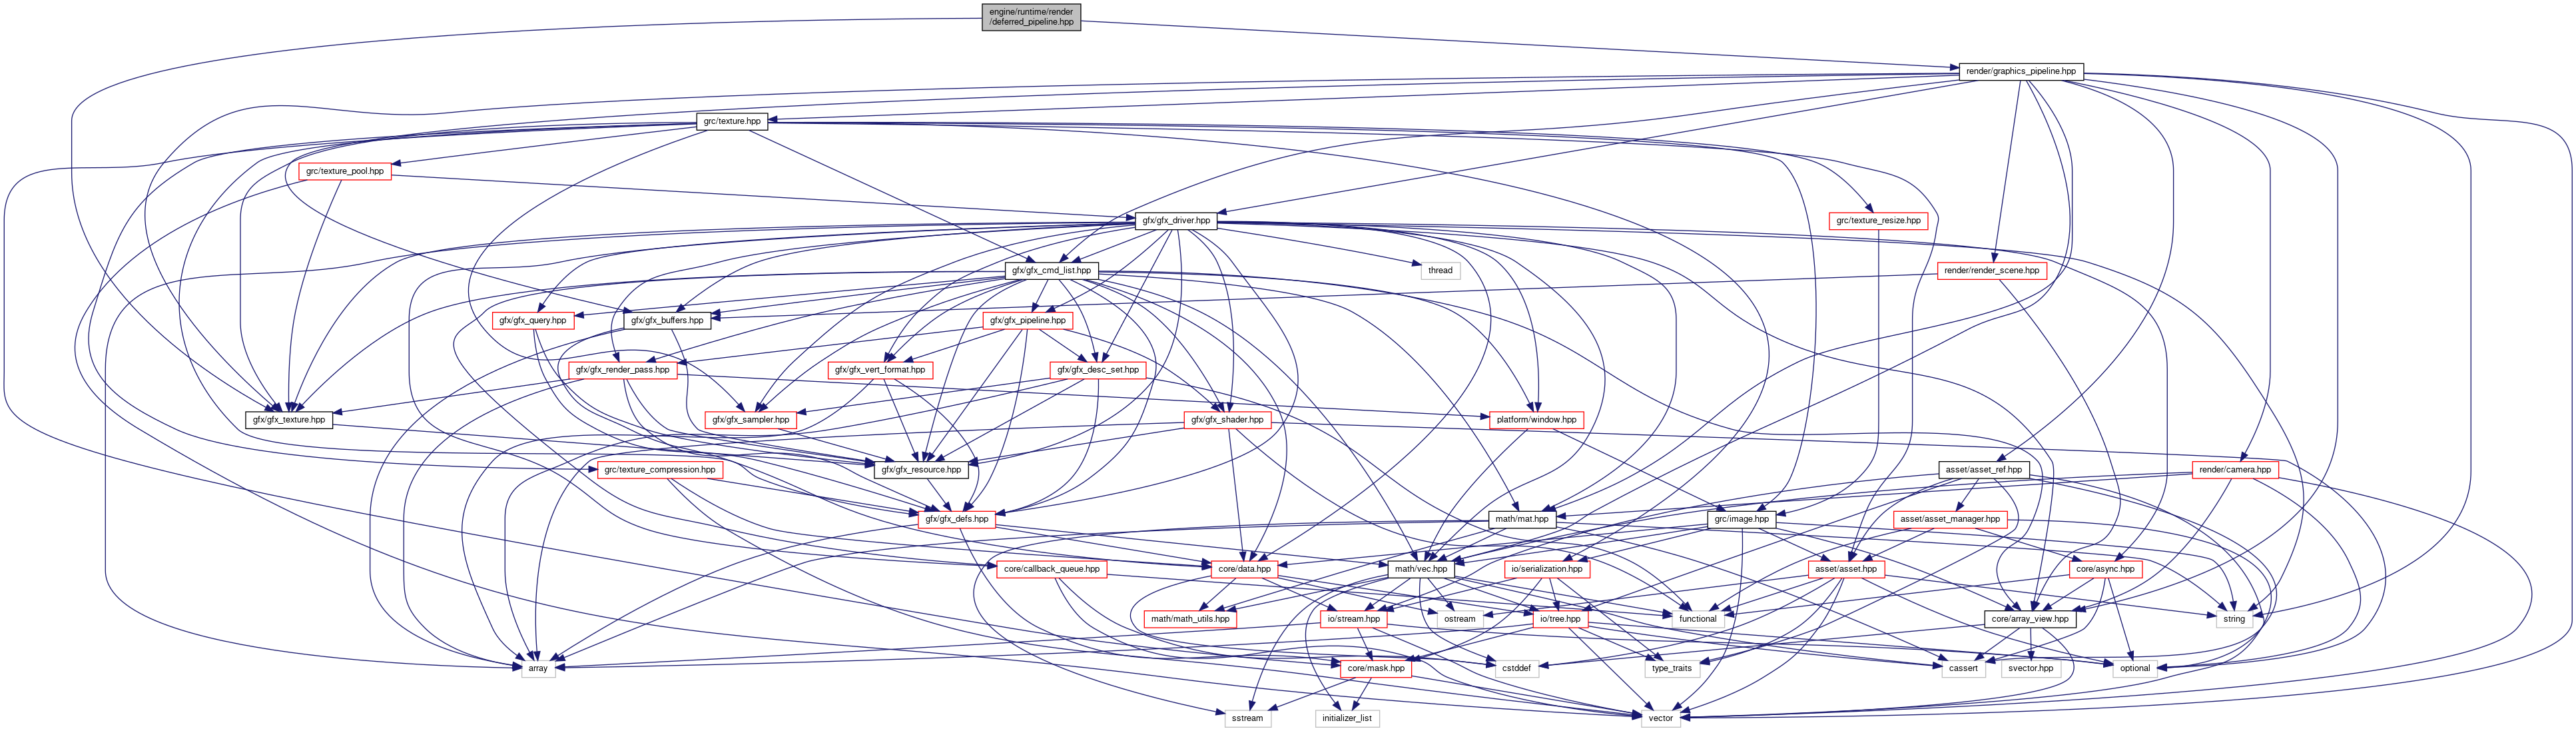 engine/runtime/render
/deferred_pipeline.hpp
render/graphics_pipeline.hpp
grc/texture.hpp
grc/texture_pool.hpp
gfx/gfx_driver.hpp
grc/texture_resize.hpp
gfx/gfx_cmd_list.hpp
thread
render/render_scene.hpp
gfx/gfx_query.hpp
gfx/gfx_buffers.hpp
gfx/gfx_pipeline.hpp
gfx/gfx_render_pass.hpp
gfx/gfx_vert_format.hpp
gfx/gfx_desc_set.hpp
gfx/gfx_texture.hpp
gfx/gfx_sampler.hpp
gfx/gfx_shader.hpp
platform/window.hpp
grc/texture_compression.hpp
gfx/gfx_resource.hpp
asset/asset_ref.hpp
render/camera.hpp
gfx/gfx_defs.hpp
math/mat.hpp
grc/image.hpp
asset/asset_manager.hpp
core/callback_queue.hpp
core/data.hpp
math/vec.hpp
io/serialization.hpp
asset/asset.hpp
core/async.hpp
math/math_utils.hpp
io/stream.hpp
ostream
io/tree.hpp
functional
core/array_view.hpp
string
array
core/mask.hpp
cstddef
type_traits
cassert
svector.hpp
optional
sstream
initializer_list
vector